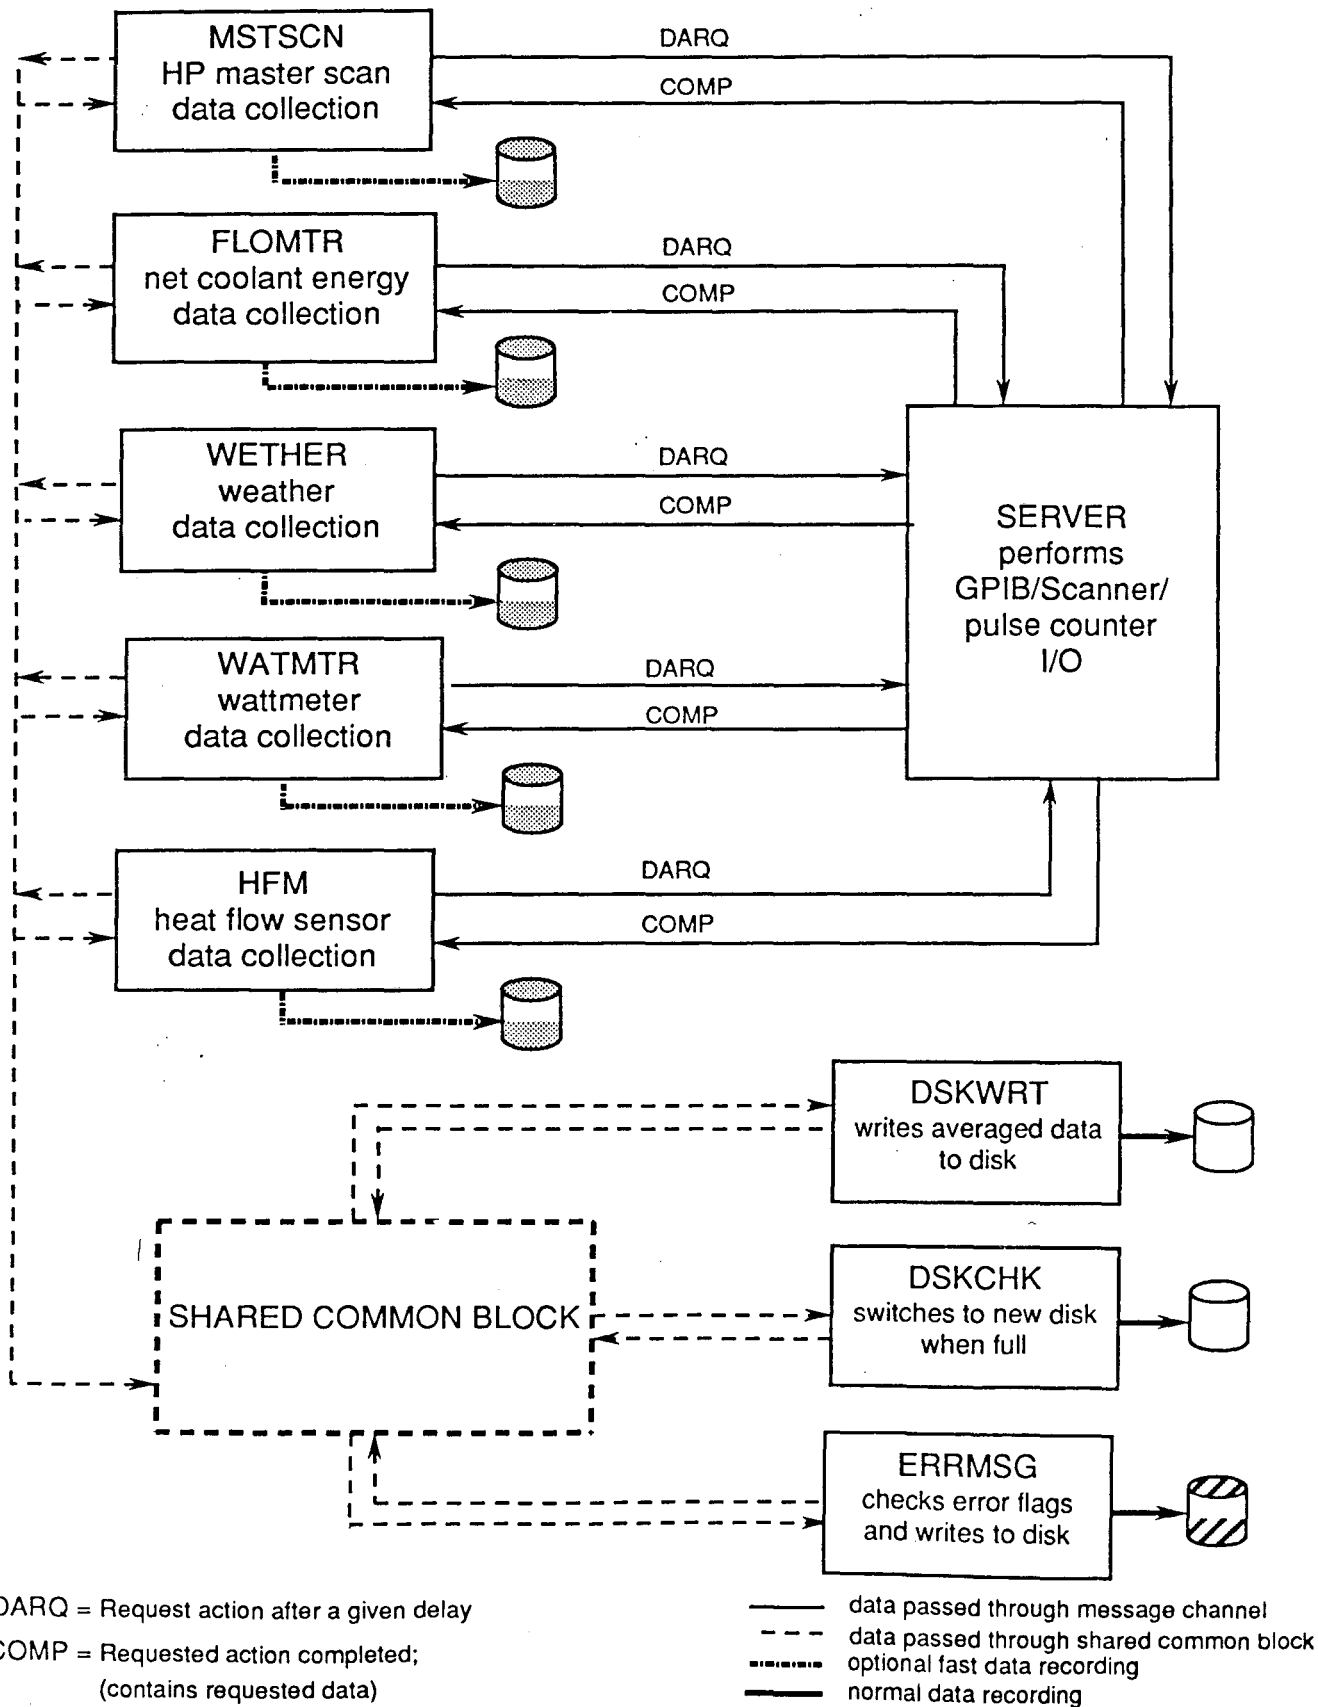 MSTSCN
HP master scan
data collection
DARQ
COMP
FLOMTR
net coolant energy
data collection
DARQ
COMP
WETHER
weather
data collection
DARQ
COMP
WATMTR
wattmeter
data collection
DARQ
COMP
HFM
heat flow sensor
data collection
DARQ
COMP
SERVER
performs
GPIB/Scanner/
pulse counter
I/O
DSKWRT
writes averaged data
to disk
SHARED COMMON BLOCK
DSKCHK
switches to new disk
when full
ERRMSG
checks error flags
and writes to disk
DARQ = Request action after a given delay
COMP = Requested action completed;
(contains requested data)
data passed through message channel
data passed through shared common block
optional fast data recording
normal data recording